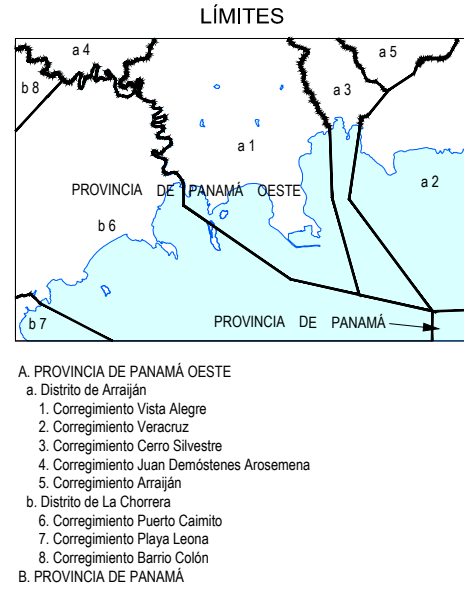 LÍMITES
a 4
a 5
b 8
a 3
a 1
a 2
PROVINCIA DE PANAMÁ OESTE
b 6
b 7
PROVINCIA DE PANAMÁ
A. PROVINCIA DE PANAMÁ OESTE
a. Distrito de Arraiján
1. Corregimiento Vista Alegre
2. Corregimiento Veracruz
3. Corregimiento Cerro Silvestre
4. Corregimiento Juan Demóstenes Arosemena
5. Corregimiento Arraiján
b. Distrito de La Chorrera
6. Corregimiento Puerto Caimito
7. Corregimiento Playa Leona
8. Corregimiento Barrio Colón
B. PROVINCIA DE PANAMÁ